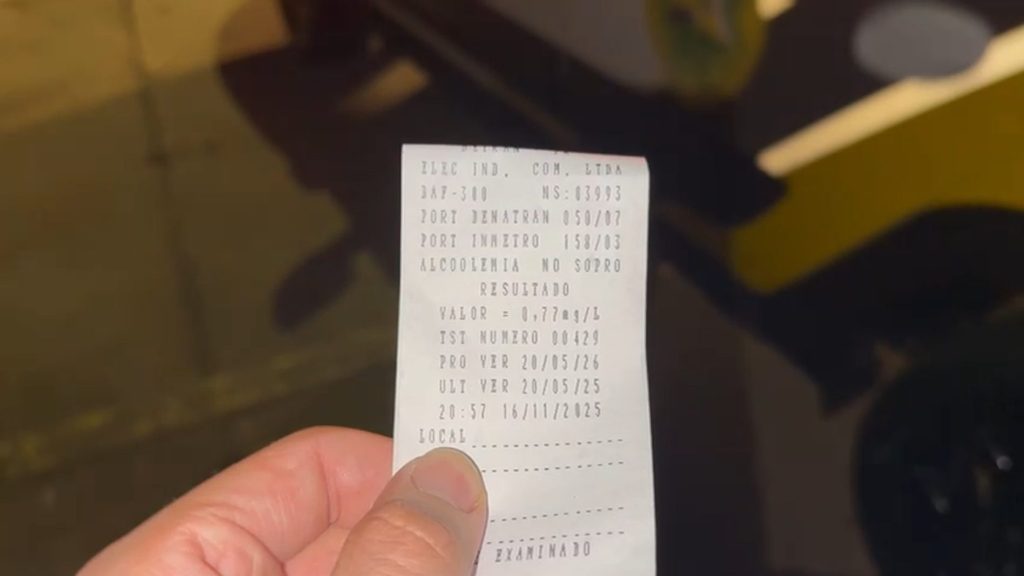 DETRAN
ELEC IND. COM. LTDA
BAF-300 NS:03993
PORT DENATRAN 050/07
PORT INMETRO 158/03
ALCOOLEMIA NO SOPRO
RESULTADO
VALOR = 0,77mg/L
TST NUMERO 00429
PRO VER 20/05/26
ULT VER 20/05/25
20:57 16/11/2025
LOCAL
EXAMINADO